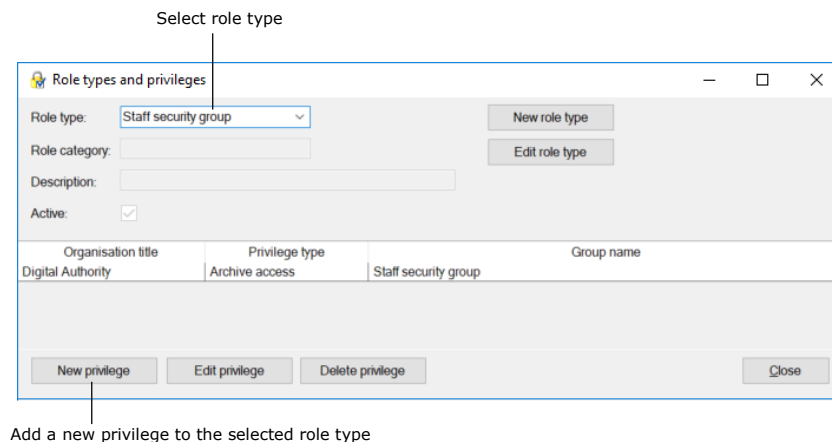 Select role type
Role types and privileges
Role type: Staff security group New role type
Role category: Edit role type
Description:
Active:
Organisation title Privilege type Group name
Digital Authority Archive access Staff security group
New privilege Edit privilege Delete privilege Close
Add a new privilege to the selected role type